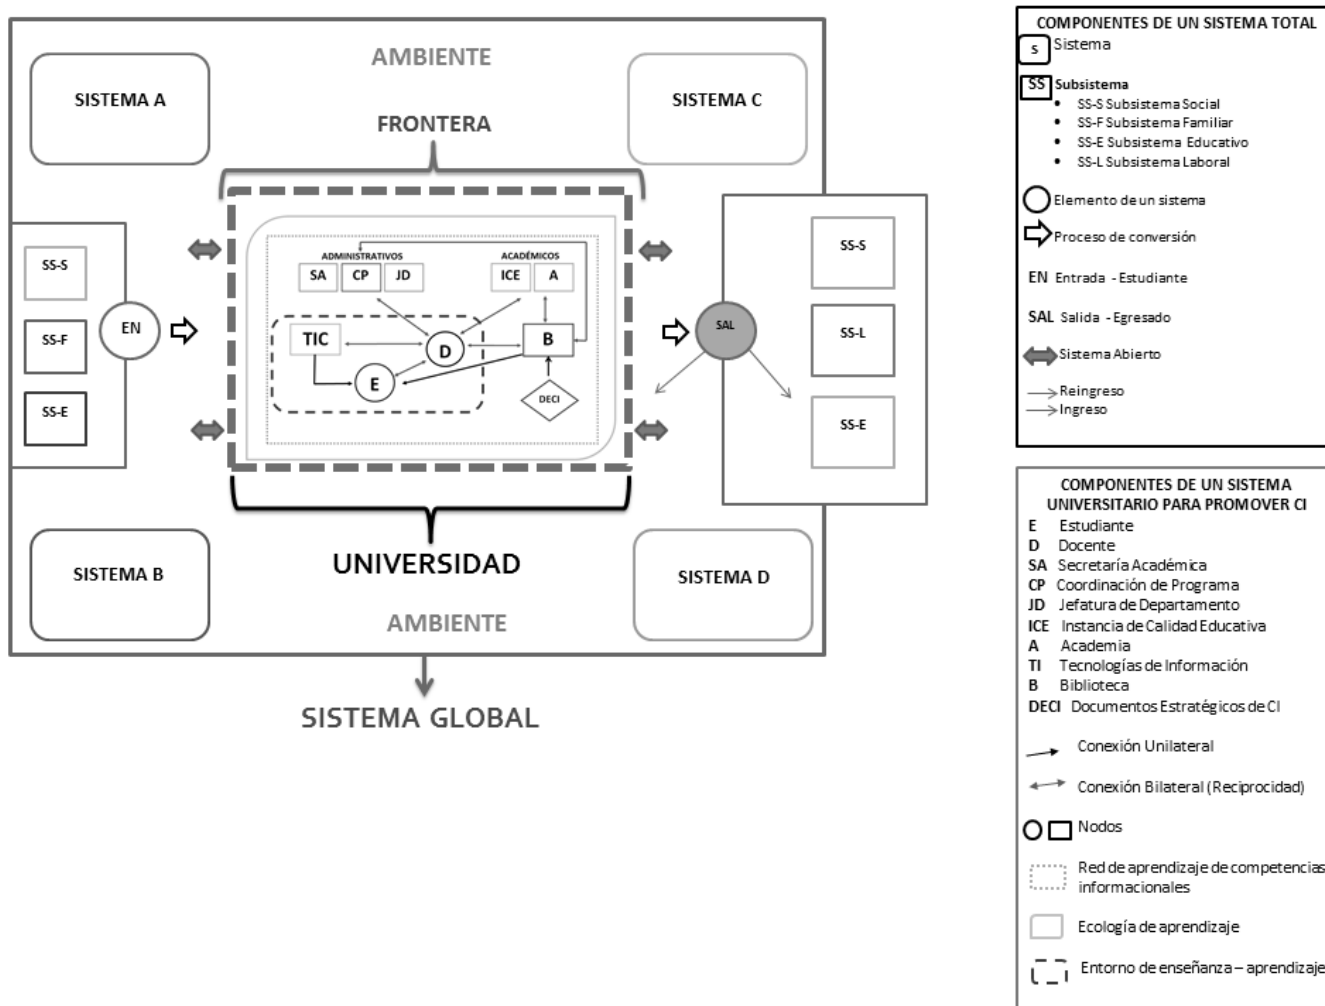 AMBIENTE
SISTEMA A
SISTEMA C
FRONTERA
ADMINISTRATIVOS
ACADÉMICOS
SA
CP
JD
ICE
A
SS-S
SS-F
SS-E
EN
TIC
D
E
B
DECI
SAL
SS-S
SS-L
SS-E
UNIVERSIDAD
SISTEMA B
SISTEMA D
AMBIENTE
SISTEMA GLOBAL
COMPONENTES DE UN SISTEMA TOTAL
S Sistema
SS Subsistema
• SS-S Subsistema Social
• SS-F Subsistema Familiar
• SS-E Subsistema Educativo
• SS-L Subsistema Laboral
Elemento de un sistema
Proceso de conversión
EN Entrada - Estudiante
SAL Salida - Egresado
Sistema Abierto
Reingreso
Ingreso
COMPONENTES DE UN SISTEMA
UNIVERSITARIO PARA PROMOVER CI
E Estudiante
D Docente
SA Secretaría Académica
CP Coordinación de Programa
JD Jefatura de Departamento
ICE Instancia de Calidad Educativa
A Academia
TI Tecnologías de Información
B Biblioteca
DECI Documentos Estratégicos de CI
Conexión Unilateral
Conexión Bilateral (Reciprocidad)
Nodos
Red de aprendizaje de competencias
informacionales
Ecología de aprendizaje
Entorno de enseñanza – aprendizaje